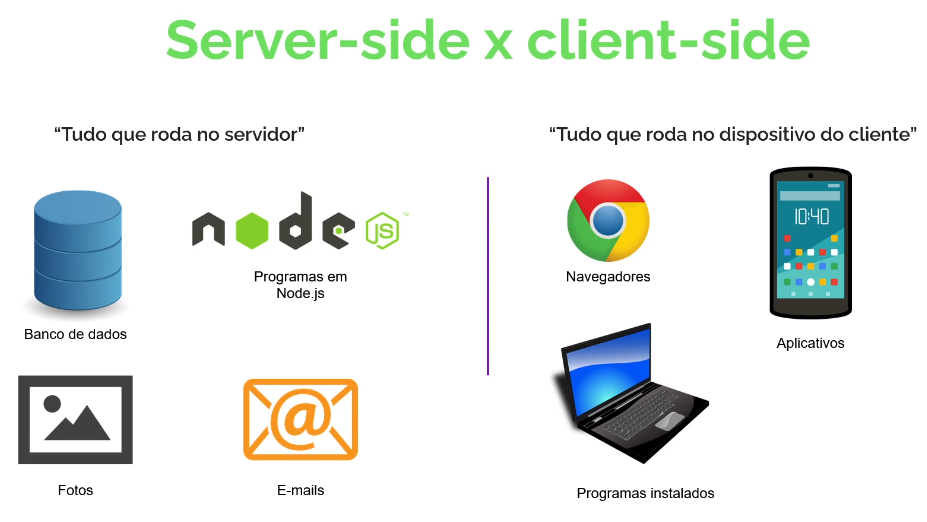 Server-side x client-side
“Tudo que roda no servidor”
“Tudo que roda no dispositivo do cliente”
node JS
TM
Programas em
Node.js
Banco de dados
Fotos
@
E-mails
Navegadores
10:40
Aplicativos
Programas instalados